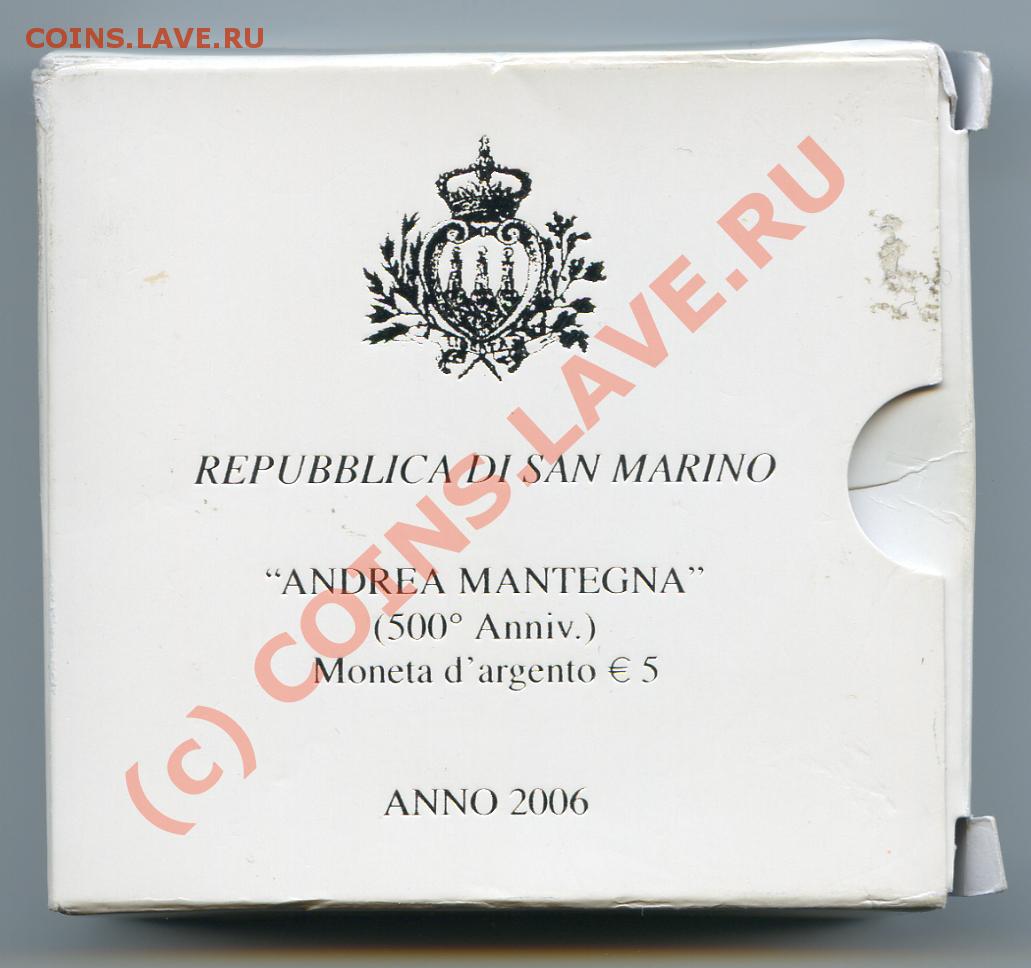 COINS.LAVE.RU
REPUBBLICA DI SAN MARINO
“ANDREA MANTEGNA”
(500° Anniv.)
Moneta d’argento € 5
ANNO 2006
(c) COINS.LAVE.RU